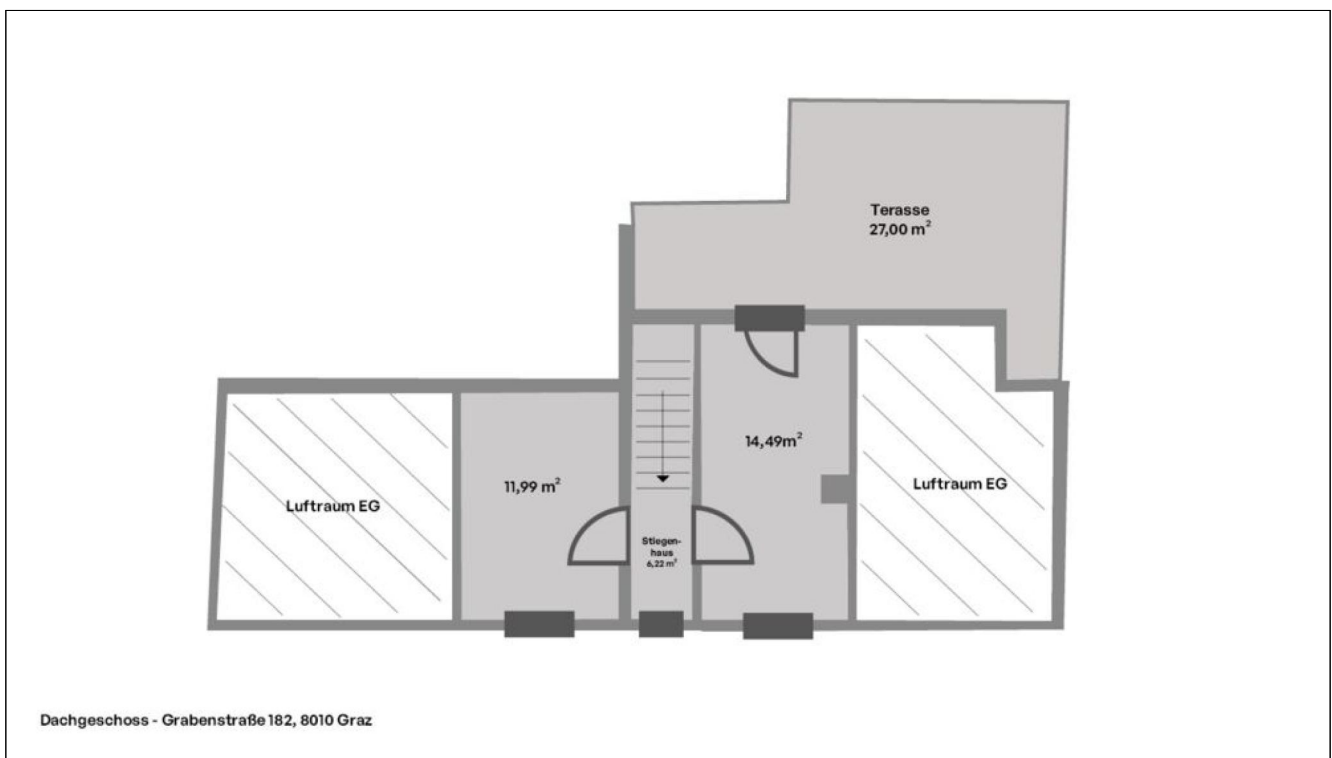 Terasse
27,00 m²
14,49m²
11,99 m²
Luftraum EG
Luftraum EG
Stiegen-
haus
6,22 m²
Dachgeschoss - Grabenstraße 182, 8010 Graz